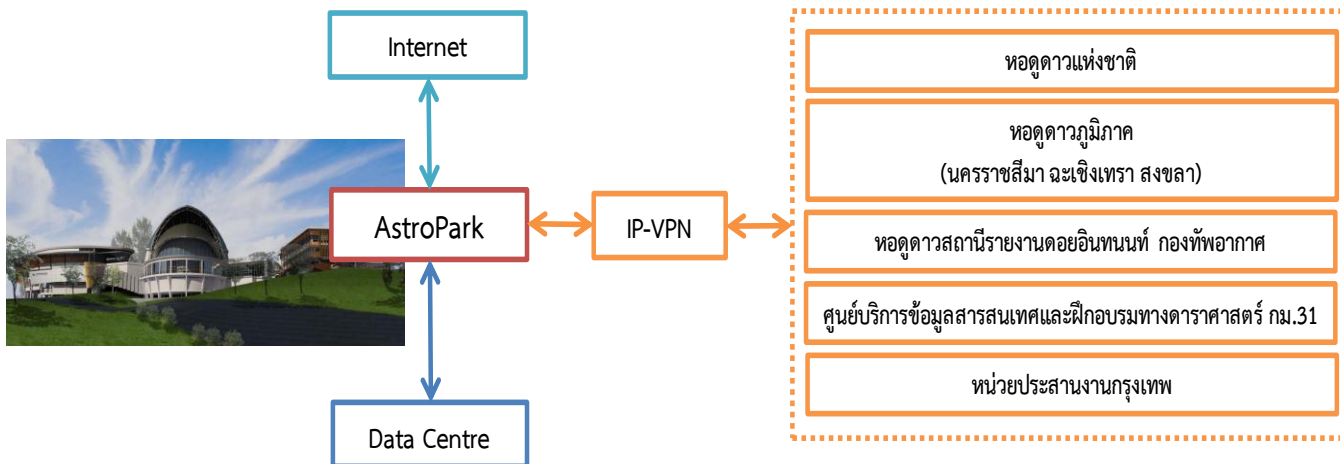 Internet
AstroPark
IP-VPN
Data Centre
หอดูดาวแห่งชาติ
หอดูดาวภูมิภาค
(นครราชสีมา ฉะเชิงเทรา สงขลา)
หอดูดาวสถานีรายงานดอยอินทนนท์ กองทัพอากาศ
ศูนย์บริการข้อมูลสารสนเทศและฝึกอบรมทางดาราศาสตร์ กม.31
หน่วยประสานงานกรุงเทพ